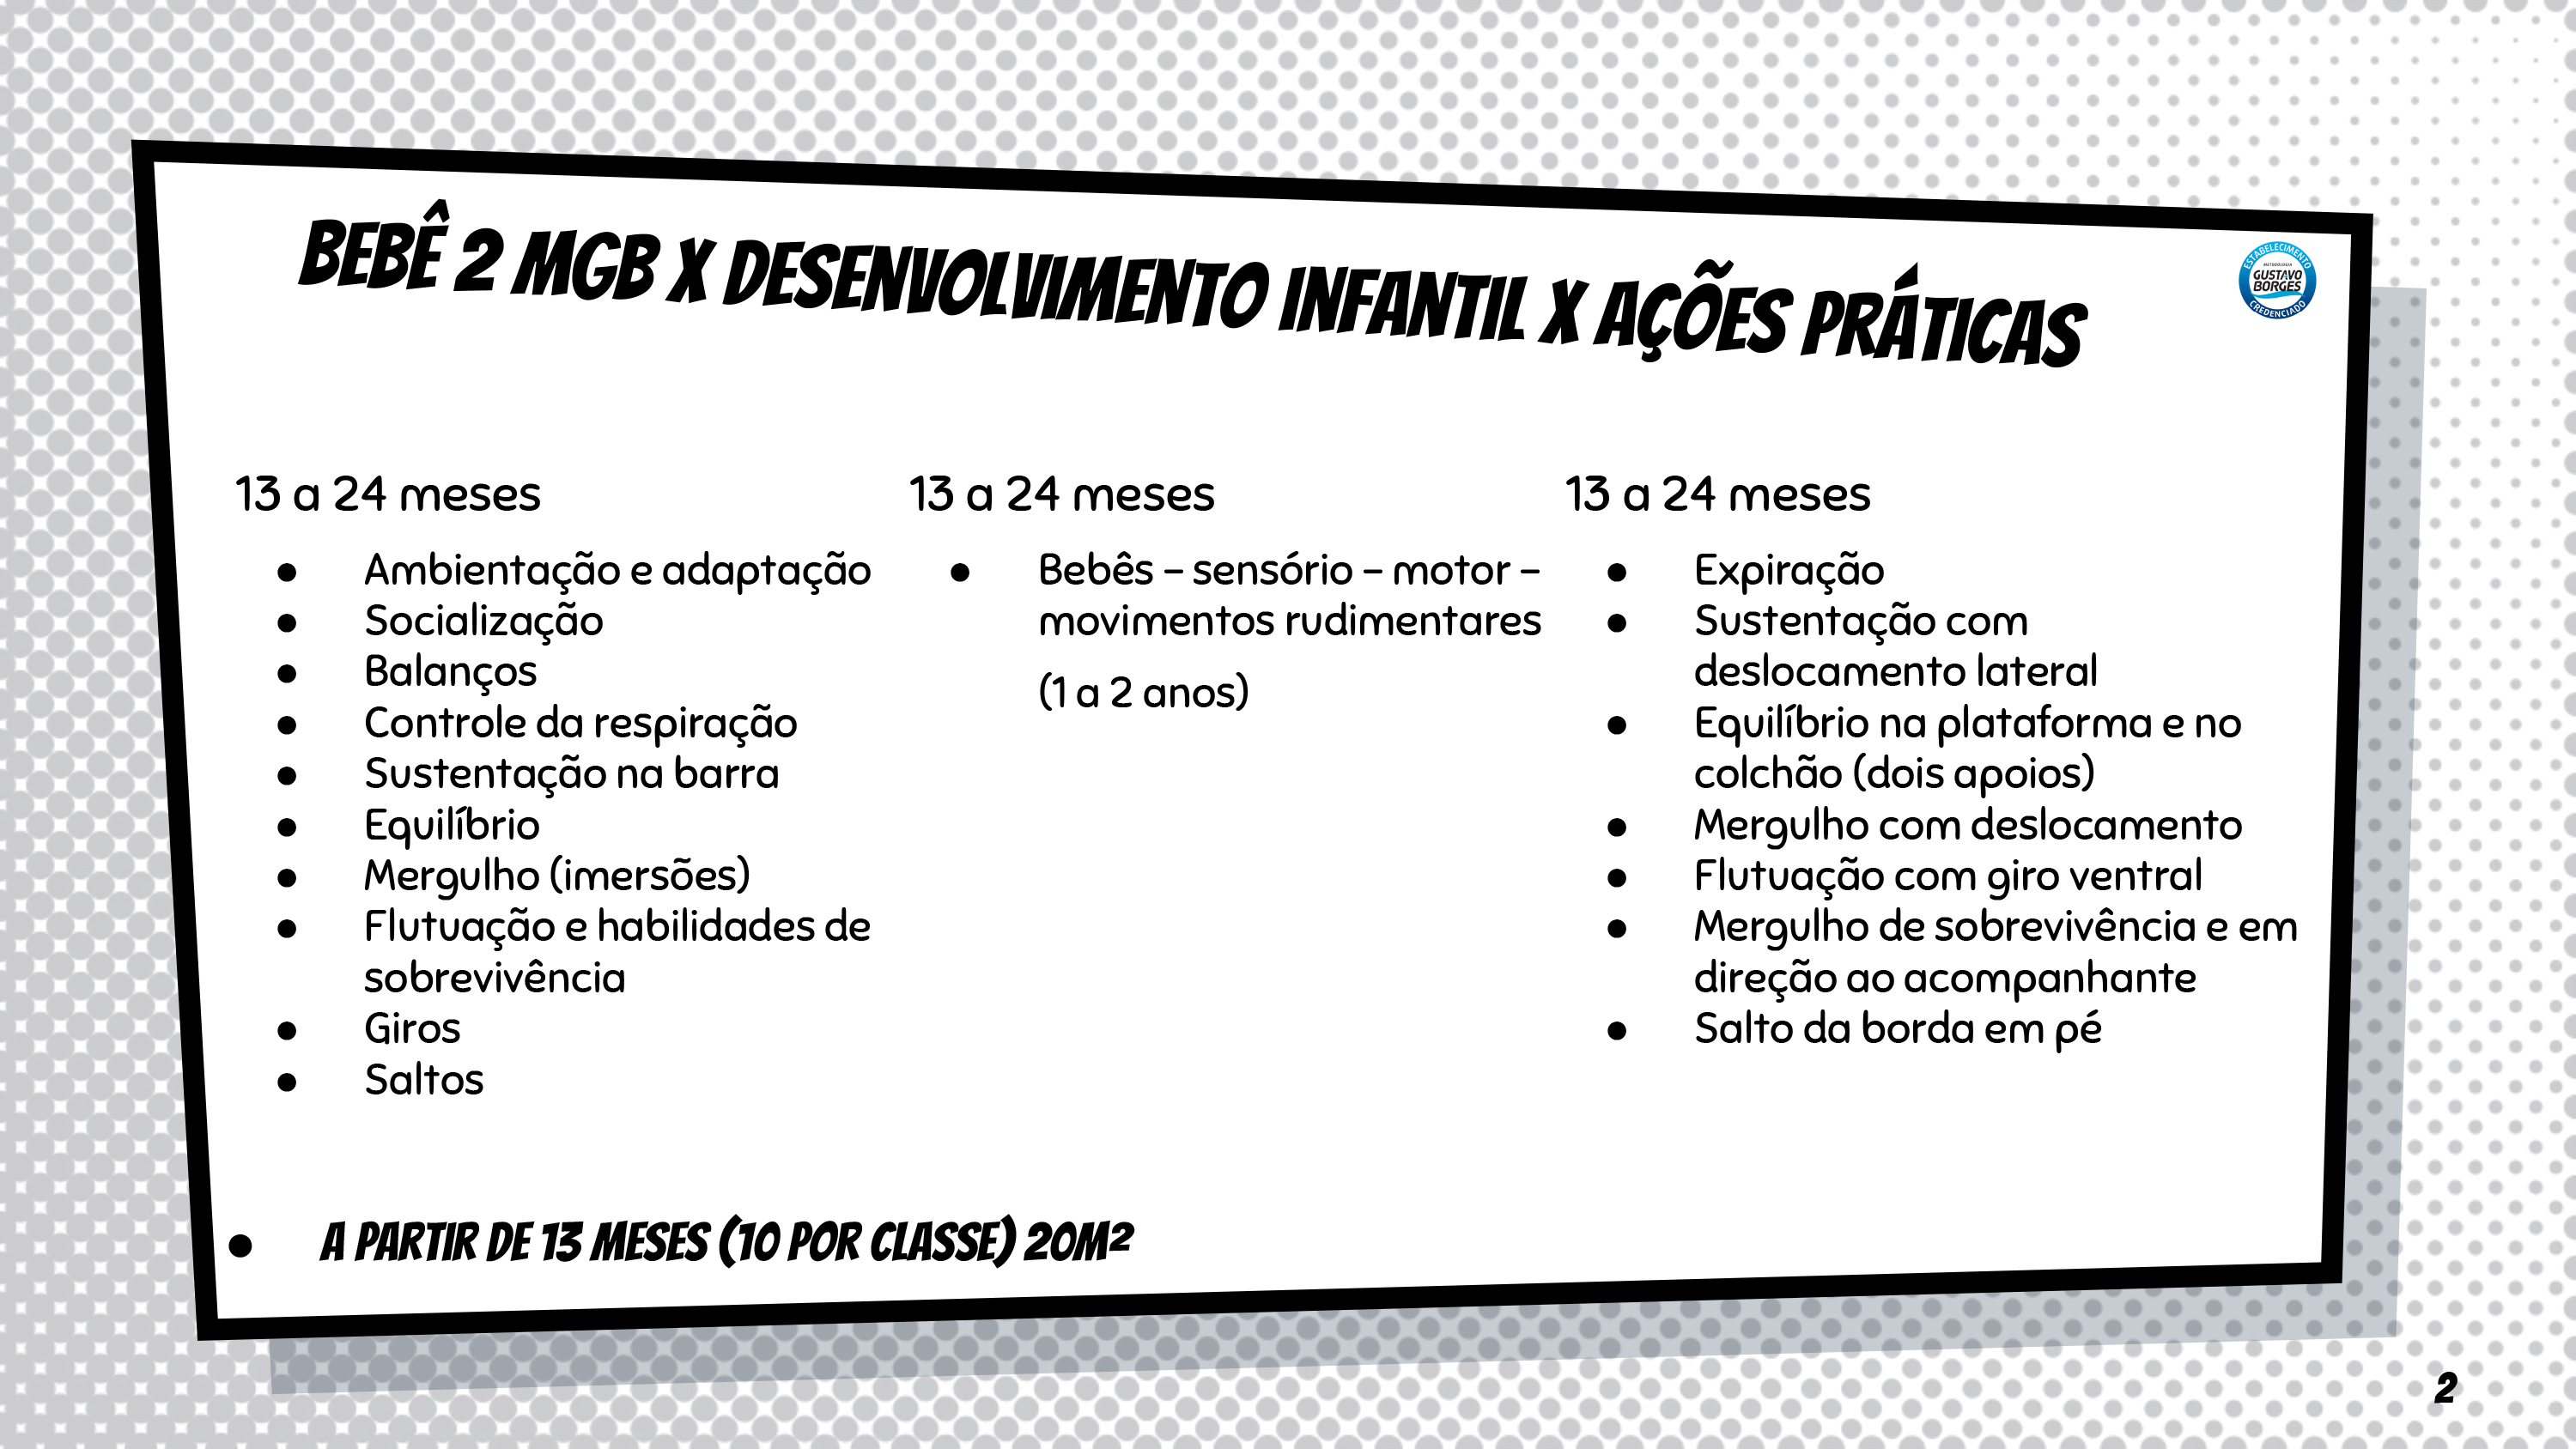 BEBÊ 2 MGB X DESENVOLVIMENTO INFANTIL X AÇÕES PRÁTICAS
ESTABELECIMENTO
METODOLOGIA
GUSTAVO
BORGES
CREDENCIADO
13 a 24 meses
● Ambientação e adaptação
● Socialização
● Balanços
● Controle da respiração
● Sustentação na barra
● Equilíbrio
● Mergulho (imersões)
● Flutuação e habilidades de
sobrevivência
● Giros
● Saltos
13 a 24 meses
● Bebês – sensório – motor –
movimentos rudimentares
(1 a 2 anos)
13 a 24 meses
● Expiração
● Sustentação com
deslocamento lateral
● Equilíbrio na plataforma e no
colchão (dois apoios)
● Mergulho com deslocamento
● Flutuação com giro ventral
● Mergulho de sobrevivência e em
direção ao acompanhante
● Salto da borda em pé
● A PARTIR DE 13 MESES (10 POR CLASSE) 20M²
2